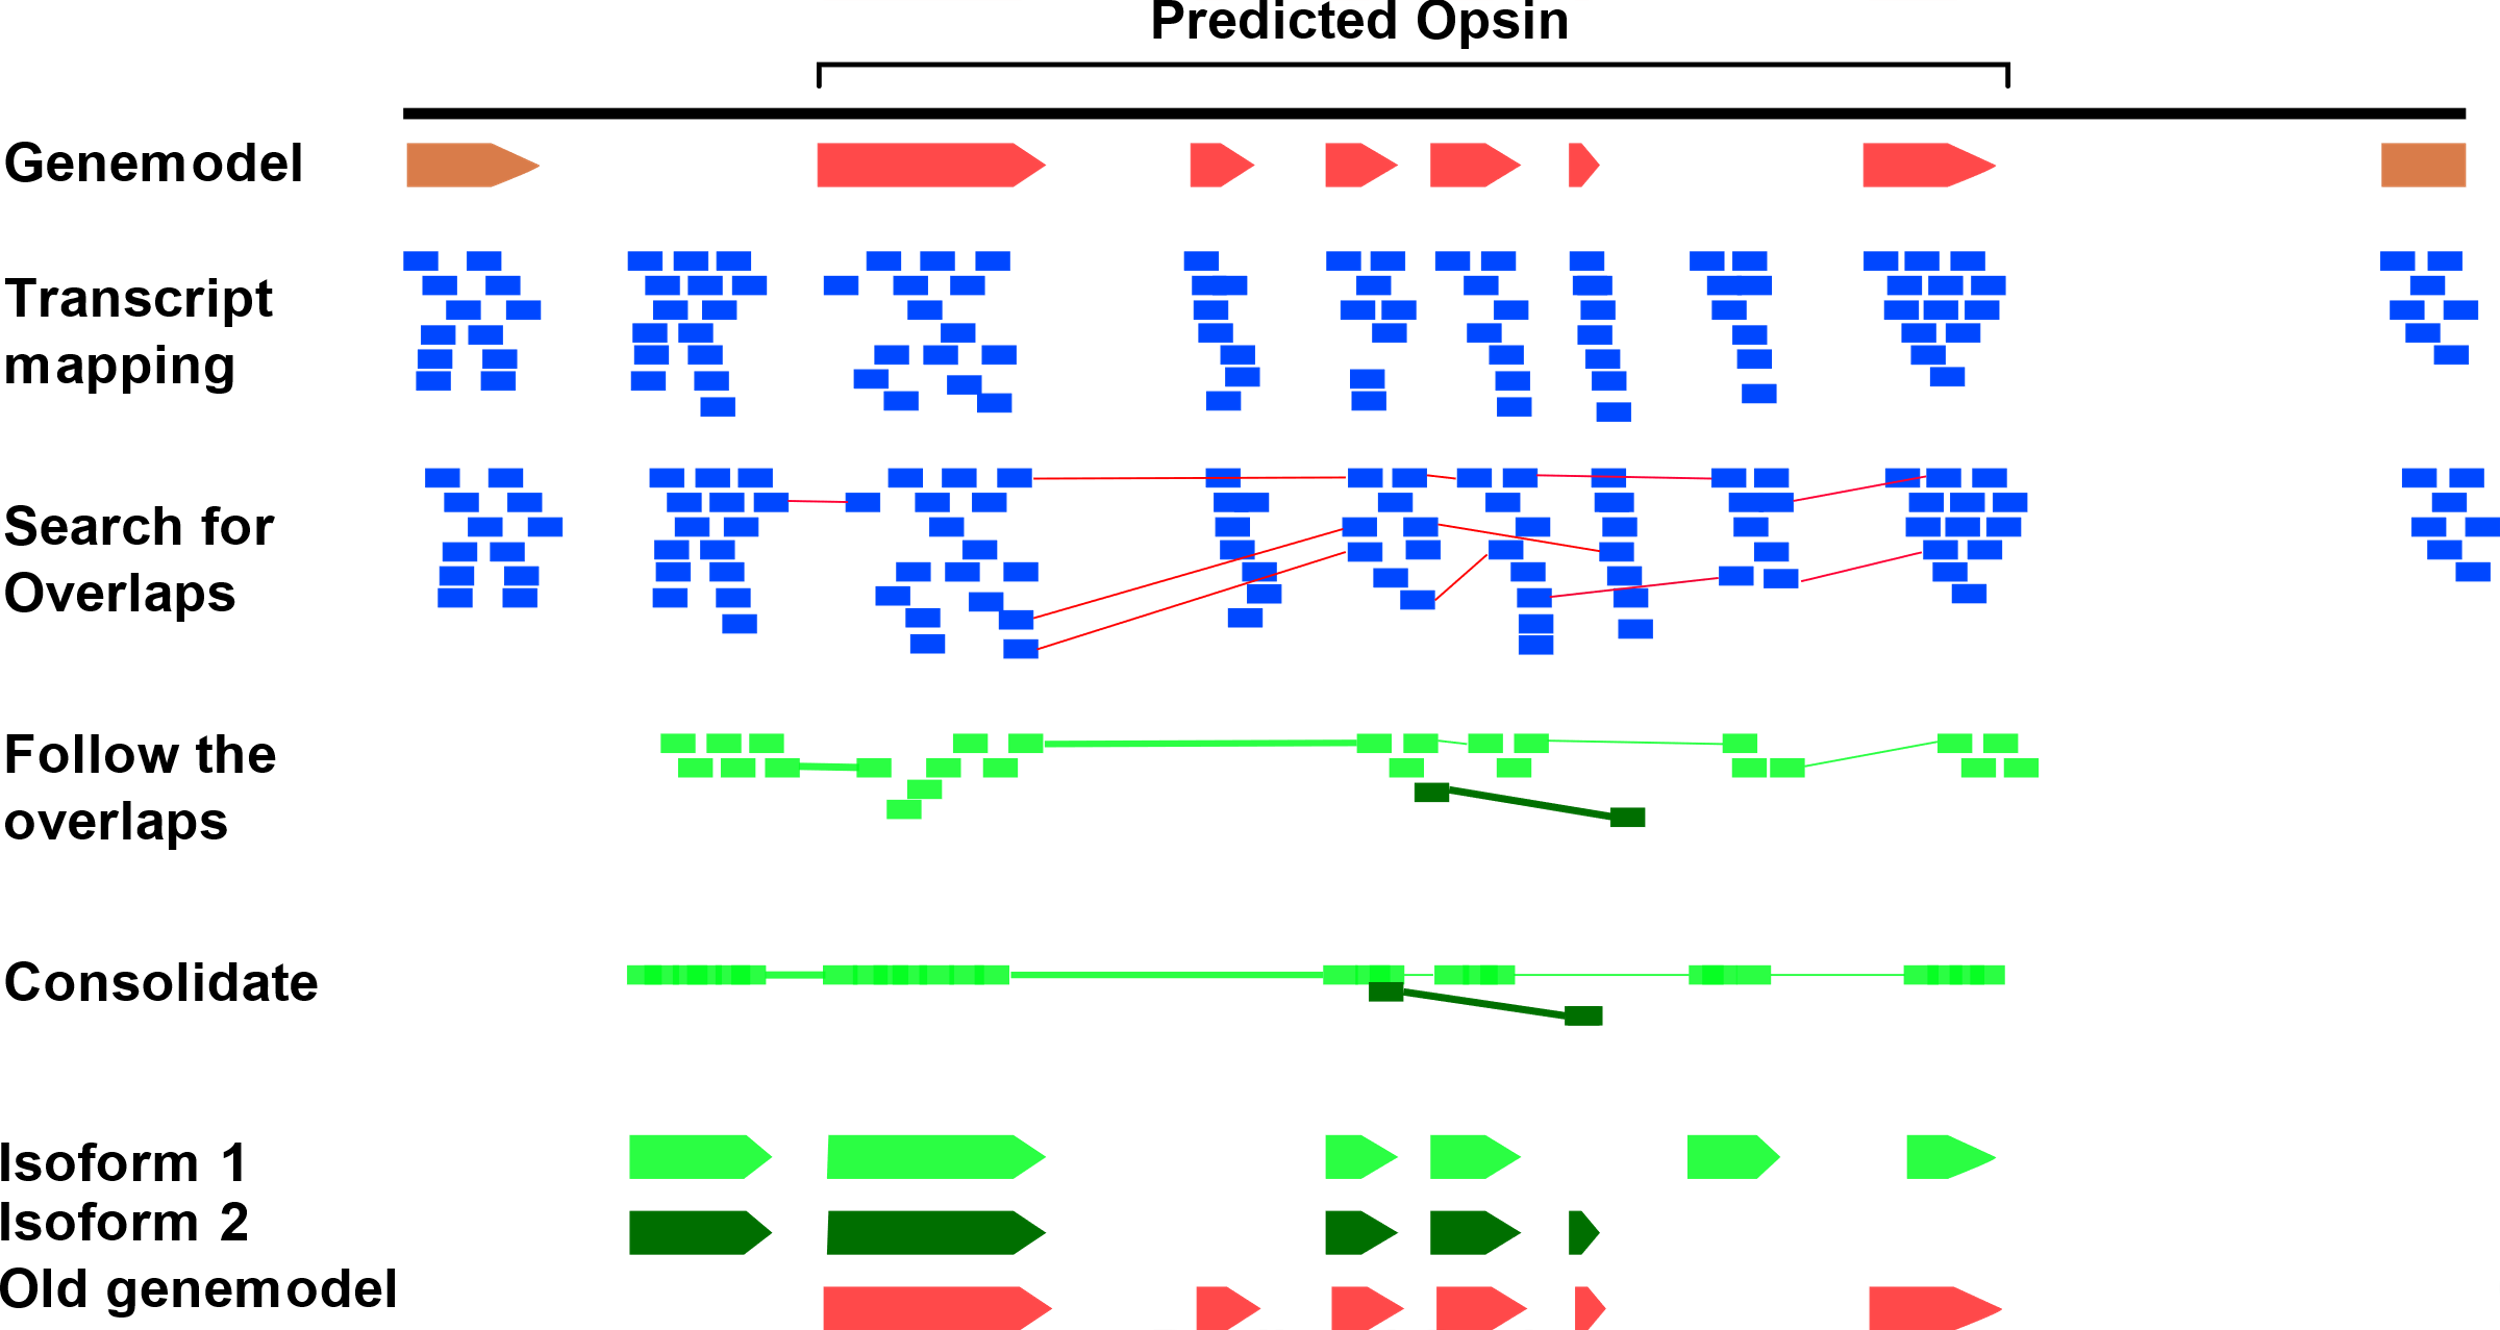 Predicted Opsin
Genemodel
Transcript
mapping
Search for
Overlaps
Follow the
overlaps
Consolidate
Isoform 1
Isoform 2
Old genemodel